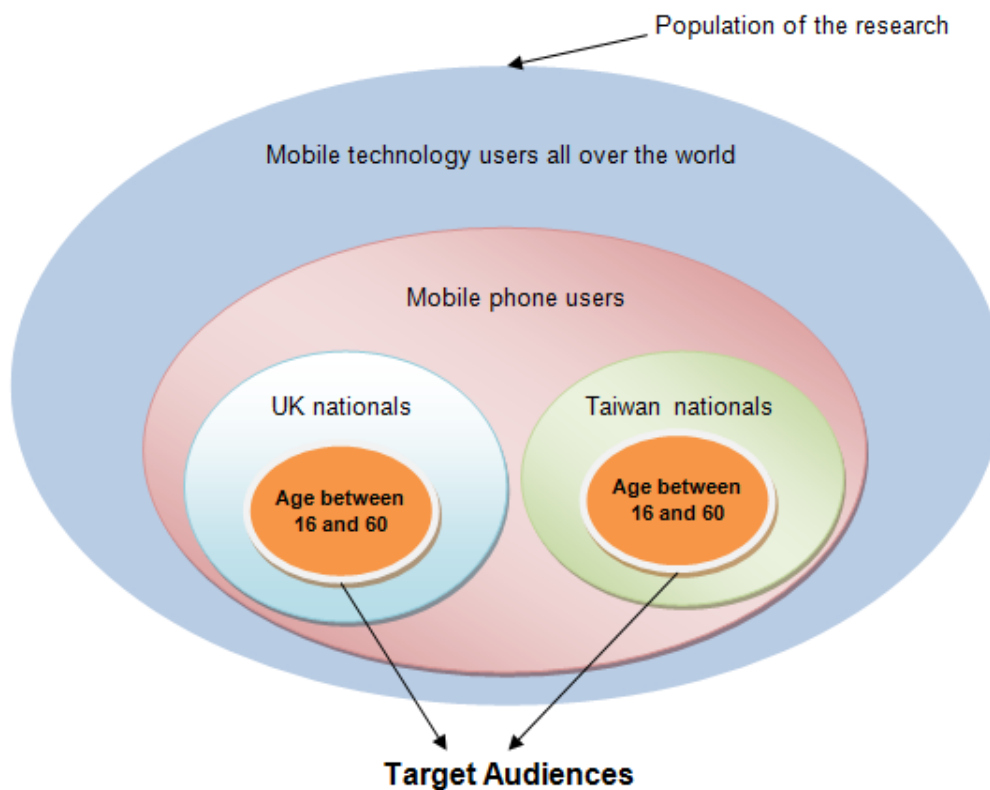 Population of the research
Mobile technology users all over the world
Mobile phone users
UK nationals
Age between
16 and 60
Taiwan nationals
Age between
16 and 60
Target Audiences